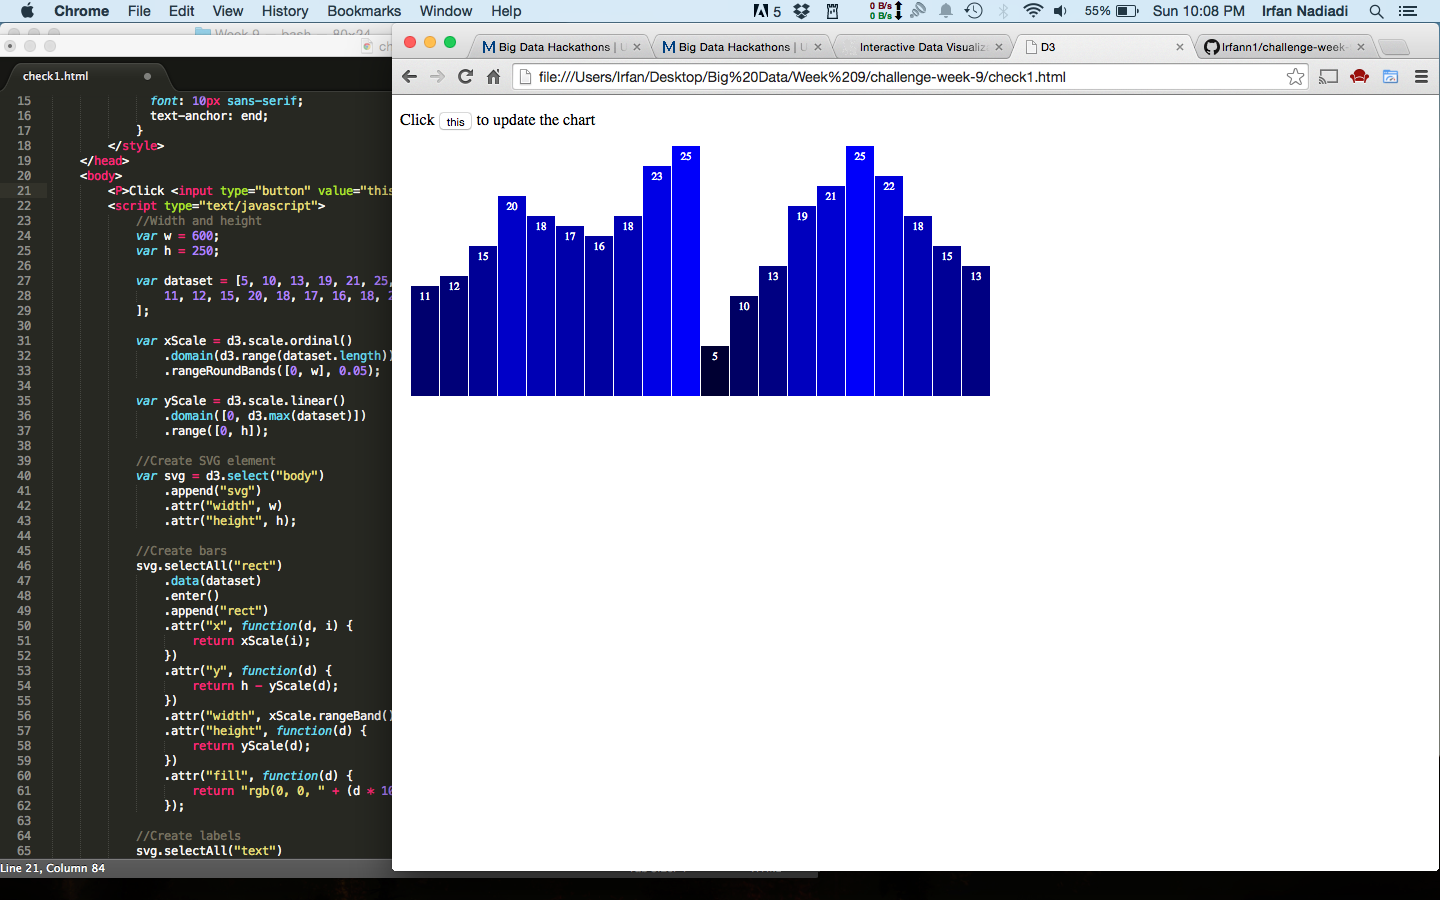 Chrome File Edit View History Bookmarks Window Help 5 0 B/s 0 B/s 55% Sun 10:08 PM Irfan Nadiadi
Week 9 — bash — 80×24
ch
Big Data Hackathons | U Big Data Hackathons | U Interactive Data Visualiz D3 Irfann1/challenge-week-
file:///Users/Irfan/Desktop/Big%20Data/Week%209/challenge-week-9/check1.html
check1.html
15 font: 10px sans-serif;
16 text-anchor: end;
17 }
18 </style>
19 </head>
20 <body>
21 <P>Click <input type="button" value="this
22 <script type="text/javascript">
23 //Width and height
24 var w = 600;
25 var h = 250;
26
27 var dataset = [5, 10, 13, 19, 21, 25,
28 11, 12, 15, 20, 18, 17, 16, 18, 2
29 ];
30
31 var xScale = d3.scale.ordinal()
32 .domain(d3.range(dataset.length))
33 .rangeRoundBands([0, w], 0.05);
34
35 var yScale = d3.scale.linear()
36 .domain([0, d3.max(dataset)])
37 .range([0, h]);
38
39 //Create SVG element
40 var svg = d3.select("body")
41 .append("svg")
42 .attr("width", w)
43 .attr("height", h);
44
45 //Create bars
46 svg.selectAll("rect")
47 .data(dataset)
48 .enter()
49 .append("rect")
50 .attr("x", function(d, i) {
51 return xScale(i);
52 })
53 .attr("y", function(d) {
54 return h - yScale(d);
55 })
56 .attr("width", xScale.rangeBand()
57 .attr("height", function(d) {
58 return yScale(d);
59 })
60 .attr("fill", function(d) {
61 return "rgb(0, 0, " + (d * 10
62 });
63
64 //Create labels
65 svg.selectAll("text")
Line 21, Column 84
Click this to update the chart
11 12 15 20 18 17 16 18 23 25 5 10 13 19 21 25 22 18 15 13